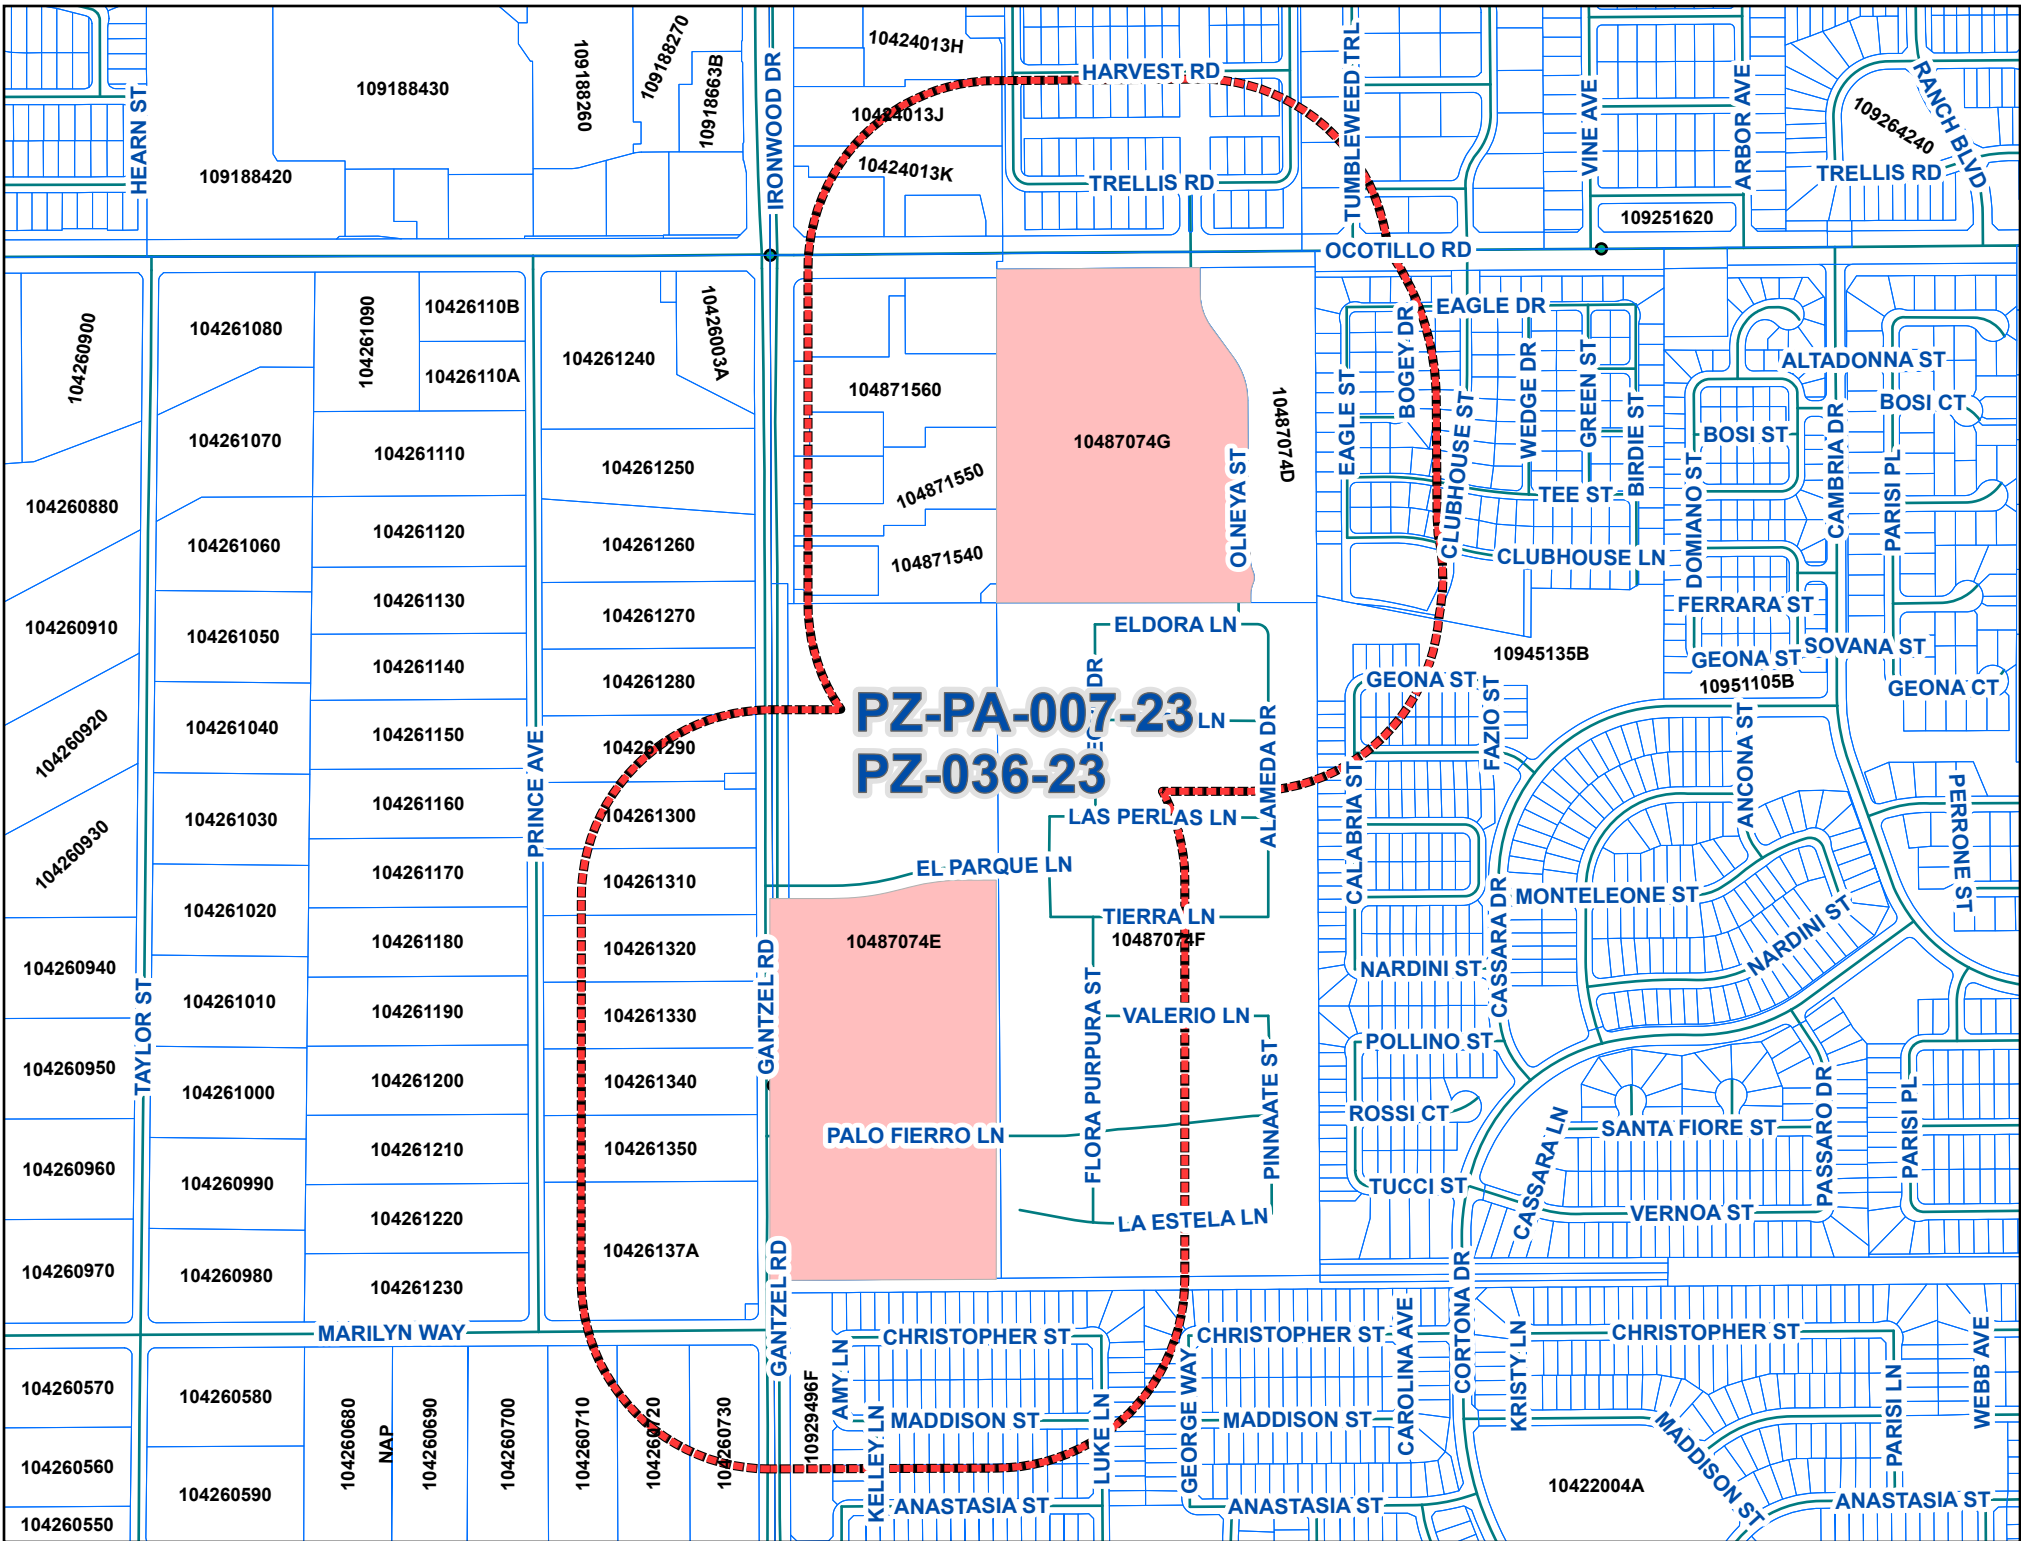 10424013H
109188270
IRONWOOD DR
TUMBLEWEED TRL
109188260
10918663B
HARVEST RD
109188430
HEARN ST
VINE AVE
ARBOR AVE
RANCH BLVD
109264240
10424013J
10424013K
109188420
TRELLIS RD
TRELLIS RD
109251620
OCOTILLO RD
104260900
104261080
104261090
10426110B
10426110A
104261240
10426003A
104871560
10487074G
10487074D
EAGLE DR
BOGEY DR
EAGLE ST
CLUBHOUSE ST
WEDGE DR
GREEN ST
BIRDIE ST
ALTADONNA ST
BOSI CT
BOSI ST
DOMIANO ST
CAMBRIA DR
PARISI PL
104261070
104261110
104261250
104871550
OLNEYA ST
TEE ST
104260880
104261060
104261120
104261260
104871540
CLUBHOUSE LN
104260910
104261050
104261130
104261270
ELDORA LN
FERRARA ST
SOVANA ST
104261140
104261280
10945135B
GEONA ST
GEONA ST
10951105B
GEONA CT
FAZIO ST
DR
104260920
104261040
104261150
104261290
PZ-PA-007-23
LN
ALAMEDA DR
PZ-036-23
PRINCE AVE
ANCONA ST
PERRONE ST
104260930
104261030
104261160
104261300
LAS PERLAS LN
CALABRIA ST
104261170
104261310
EL PARQUE LN
CASSARA DR
MONTELEONE ST
NARDINI ST
104261020
104261180
104261320
10487074E
TIERRA LN
10487074F
104260940
TAYLOR ST
104261010
104261190
104261330
GANTZEL RD
FLORA PURPURA ST
VALERIO LN
NARDINI ST
POLLINO ST
104260950
104261000
104261200
104261340
PINNAATE ST
ROSSI CT
CASSARA LN
SANTA FIORE ST
PASSARO DR
PARISI PL
104260960
104260990
104261210
104261350
PALO FIERRO LN
TUCCI ST
VERNOA ST
104261220
LA ESTELA LN
104260970
104260980
104261230
10426137A
GANTZEL RD
CORTONA DR
MARILYN WAY
CHRISTOPHER ST
CHRISTOPHER ST
CAROLINA AVE
KRISTY LN
CHRISTOPHER ST
WEBB AVE
104260570
104260580
104260680
NAP
104260690
104260700
104260710
104260720
104260730
10929496F
AMY LN
KELLEY LN
MADDISON ST
LUKE LN
GEORGE WAY
MADDISON ST
MADDISON ST
PARISI LN
104260560
104260590
10422004A
104260550
ANASTASIA ST
ANASTASIA ST
ANASTASIA ST